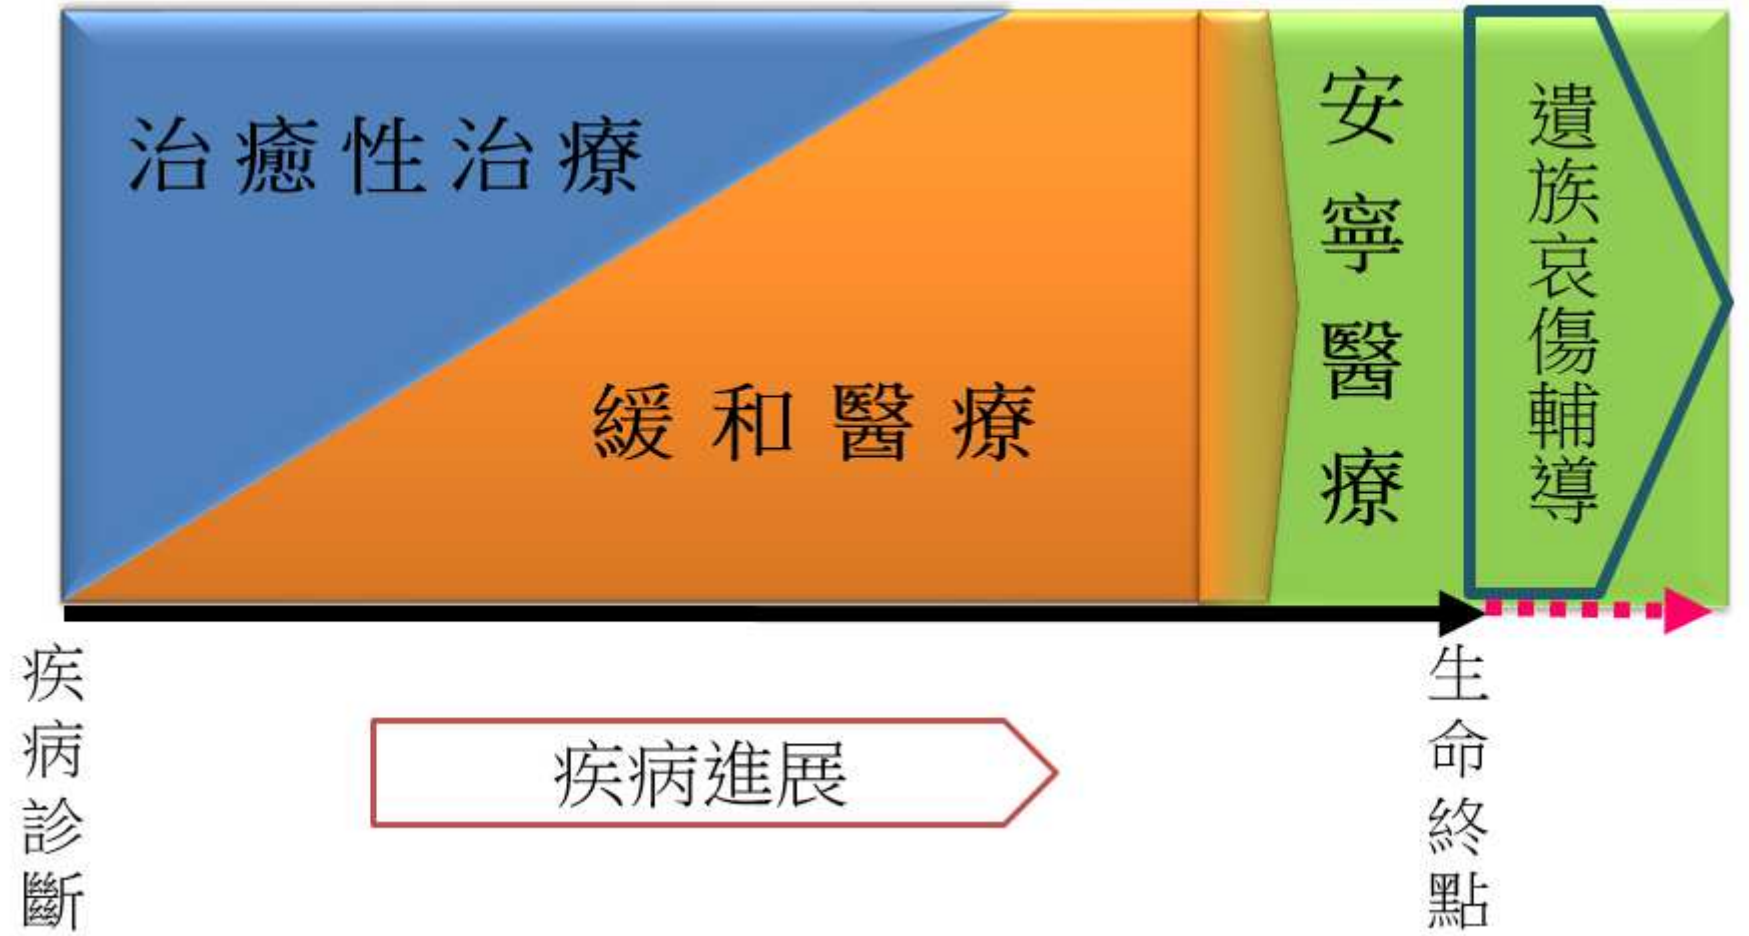 治癒性治療
緩和醫療
安寧醫療
遺族哀傷輔導
疾病診斷
疾病進展
生命終點